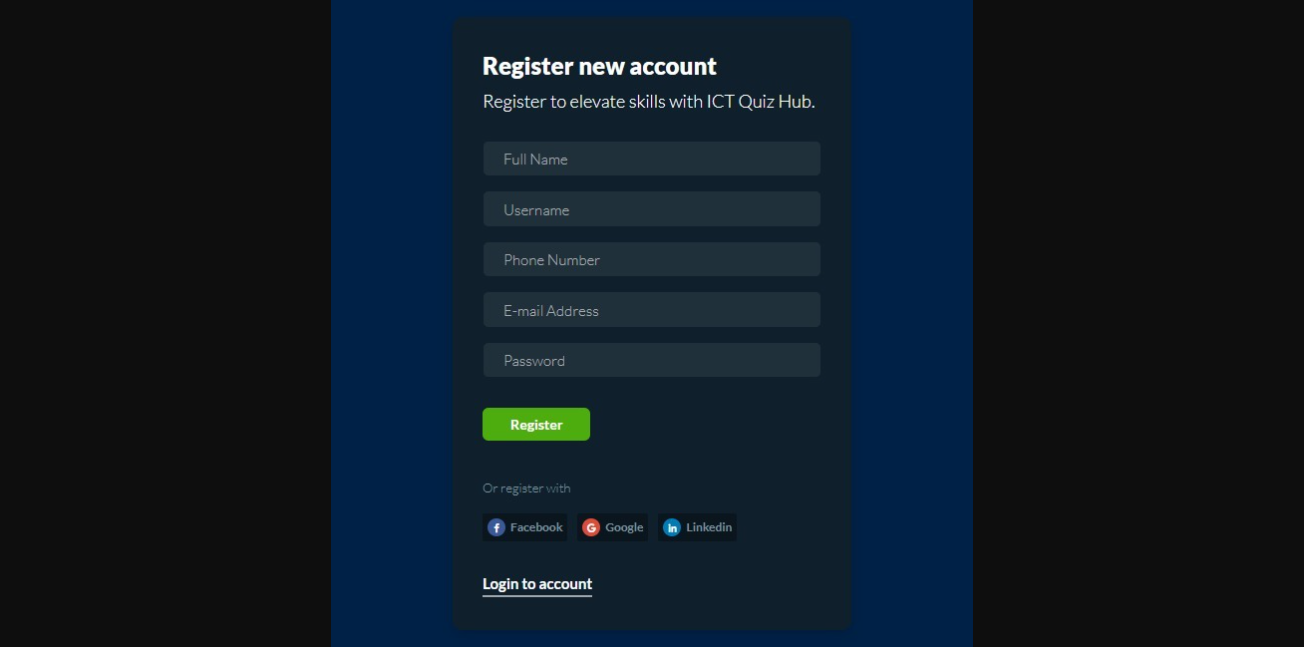 Register new account
Register to elevate skills with ICT Quiz Hub.
Full Name
Username
Phone Number
E-mail Address
Password
Register
Or register with
f Facebook G Google in Linkedin
Login to account